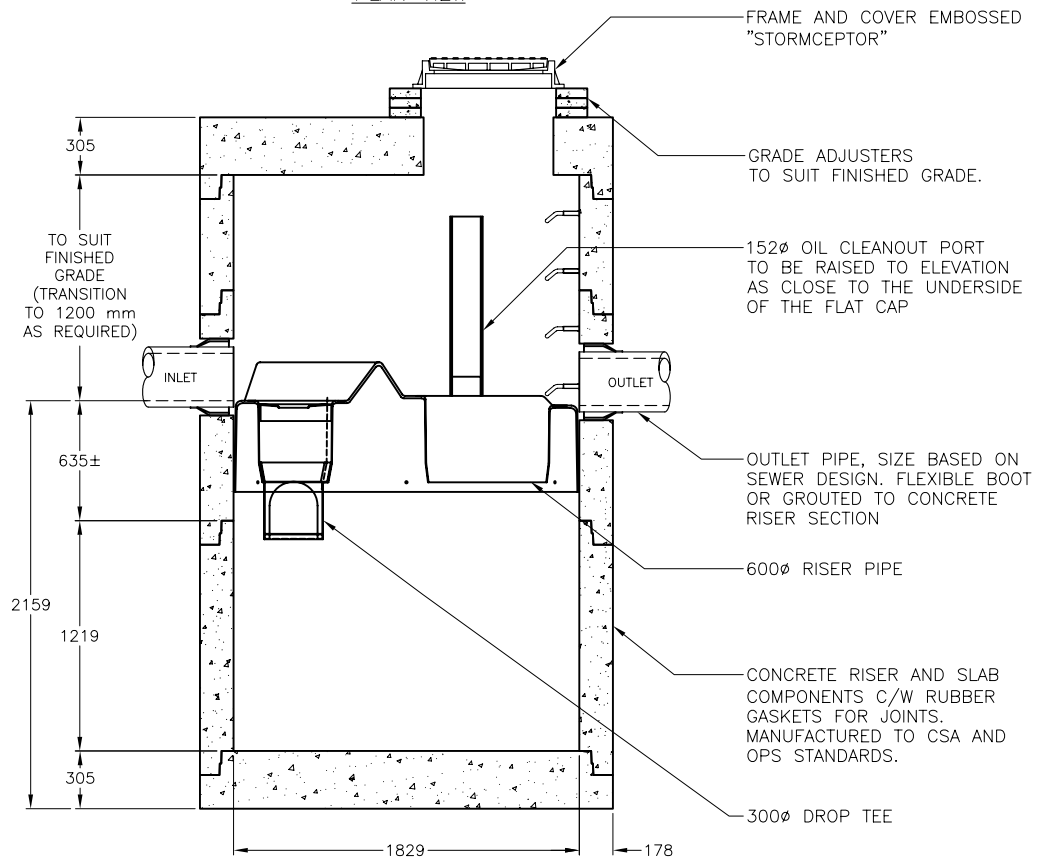 PLAN VIEW
FRAME AND COVER EMBOSSED
"STORMCEPTOR"
305
GRADE ADJUSTERS
TO SUIT FINISHED GRADE.
TO SUIT
FINISHED
GRADE
(TRANSITION
TO 1200 mm
AS REQUIRED)
152ø OIL CLEANOUT PORT
TO BE RAISED TO ELEVATION
AS CLOSE TO THE UNDERSIDE
OF THE FLAT CAP
INLET
OUTLET
635±
OUTLET PIPE, SIZE BASED ON
SEWER DESIGN. FLEXIBLE BOOT
OR GROUTED TO CONCRETE
RISER SECTION
600ø RISER PIPE
2159
1219
CONCRETE RISER AND SLAB
COMPONENTS C/W RUBBER
GASKETS FOR JOINTS.
MANUFACTURED TO CSA AND
OPS STANDARDS.
305
300ø DROP TEE
1829
178